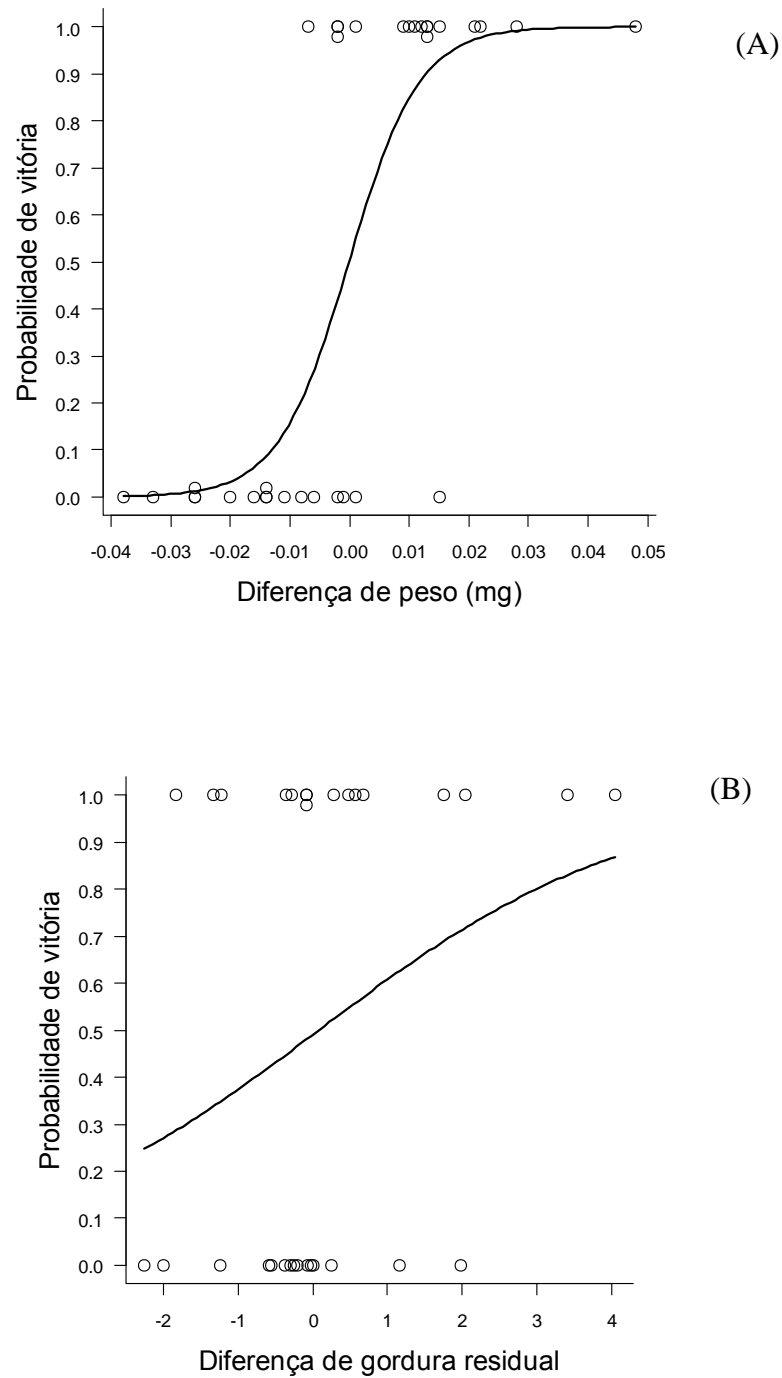 (A)
1.0
0.9
0.8
0.7
0.6
0.5
0.4
0.3
0.2
0.1
0.0
Probabilidade de vitória
-0.04 -0.03 -0.02 -0.01 0.00 0.01 0.02 0.03 0.04 0.05
Diferença de peso (mg)
(B)
1.0
0.9
0.8
0.7
0.6
0.5
0.4
0.3
0.2
0.1
0.0
Probabilidade de vitória
-2 -1 0 1 2 3 4
Diferença de gordura residual